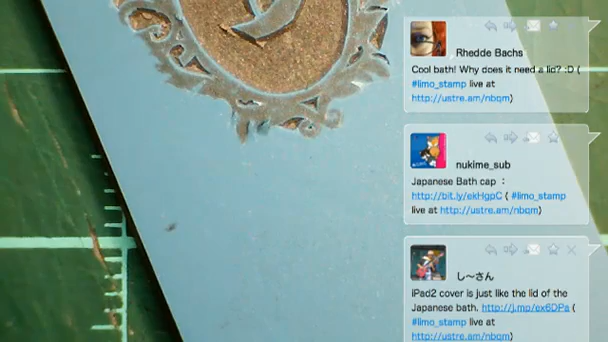 Rhedde Bachs
Cool bath! Why does it need a lid? :D (
#limo_stamp live at
http://ustre.am/nbqm)
nukime_sub
Japanese Bath cap :
http://bit.ly/ekHgpC ( #limo_stamp
live at http://ustre.am/nbqm)
し〜さん
iPad2 cover is just like the lid of the
Japanese bath. http://j.mp/ex6DPa (
#limo_stamp live at
http://ustre.am/nbqm)